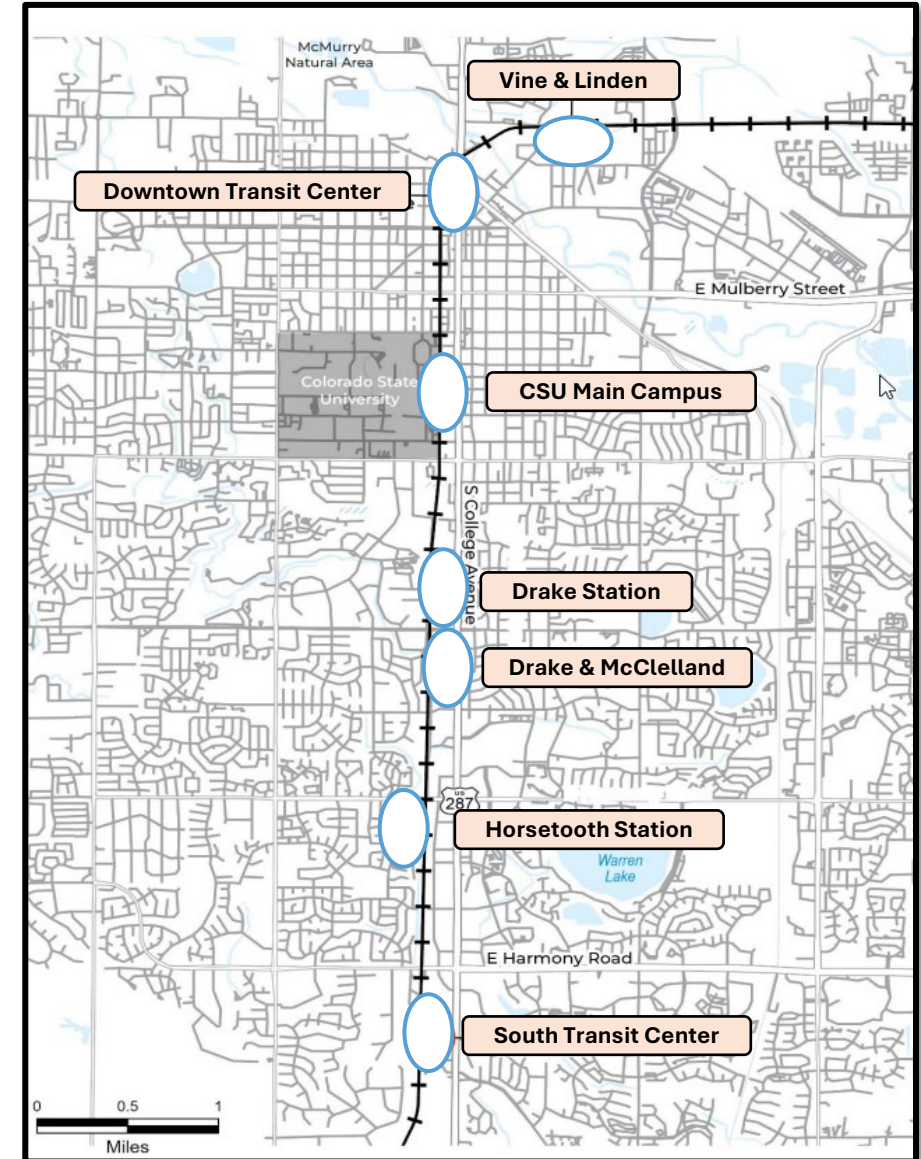 McMurry
Natural Area
Vine & Linden
Downtown Transit Center
E Mulberry Street
Colorado State
University
CSU Main Campus
S College Avenue
Drake Station
Drake & McClelland
US
287
Horsetooth Station
Warren
Lake
E Harmony Road
South Transit Center
0 0.5 1
Miles